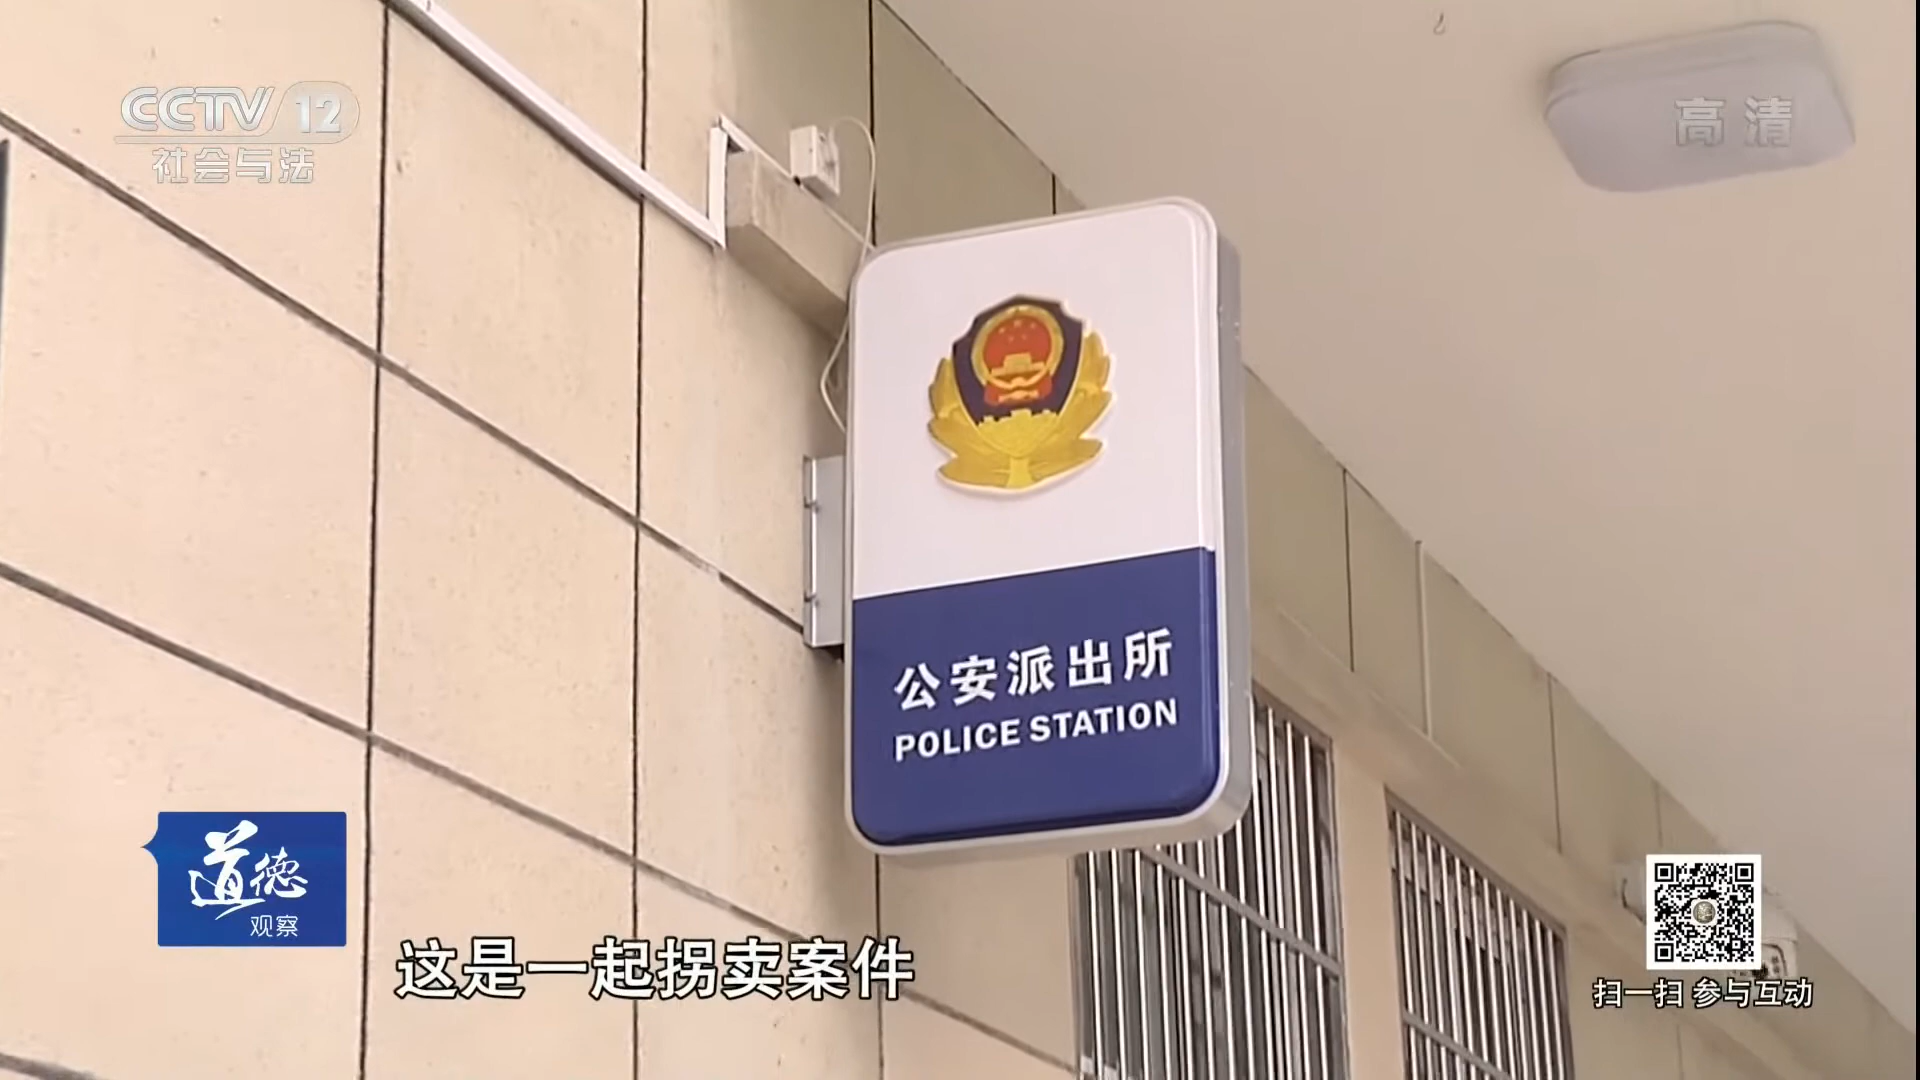 CCTV 12
社会与法
高清
公安派出所
POLICE STATION
道德
观察
这是一起拐卖案件
扫一扫 参与互动